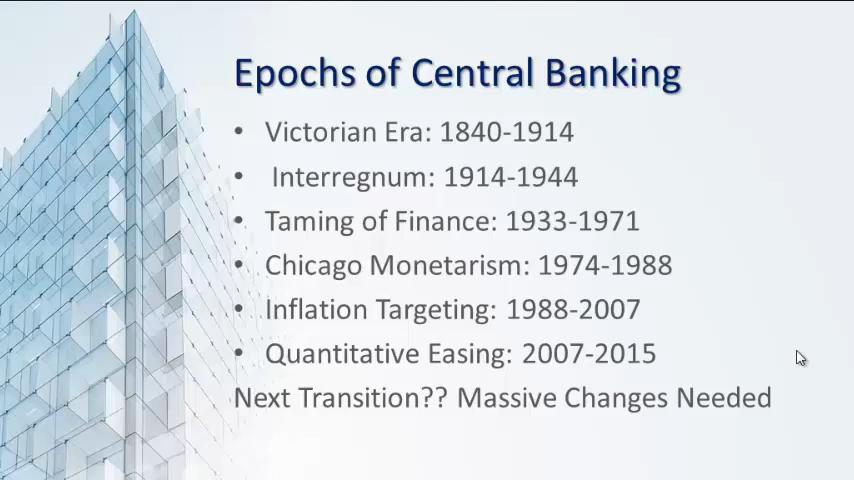 Epochs of Central Banking
• Victorian Era: 1840-1914
• Interregnum: 1914-1944
• Taming of Finance: 1933-1971
• Chicago Monetarism: 1974-1988
• Inflation Targeting: 1988-2007
• Quantitative Easing: 2007-2015
Next Transition?? Massive Changes Needed